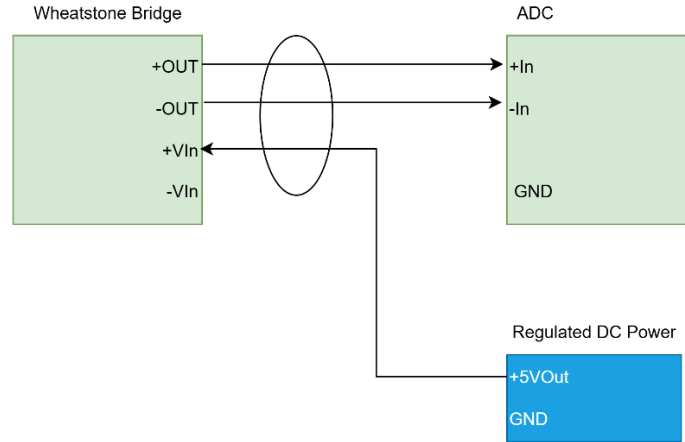 Wheatstone Bridge
ADC
+OUT
+In
-OUT
-In
+VIn
-VIn
GND
Regulated DC Power
+5VOut
GND